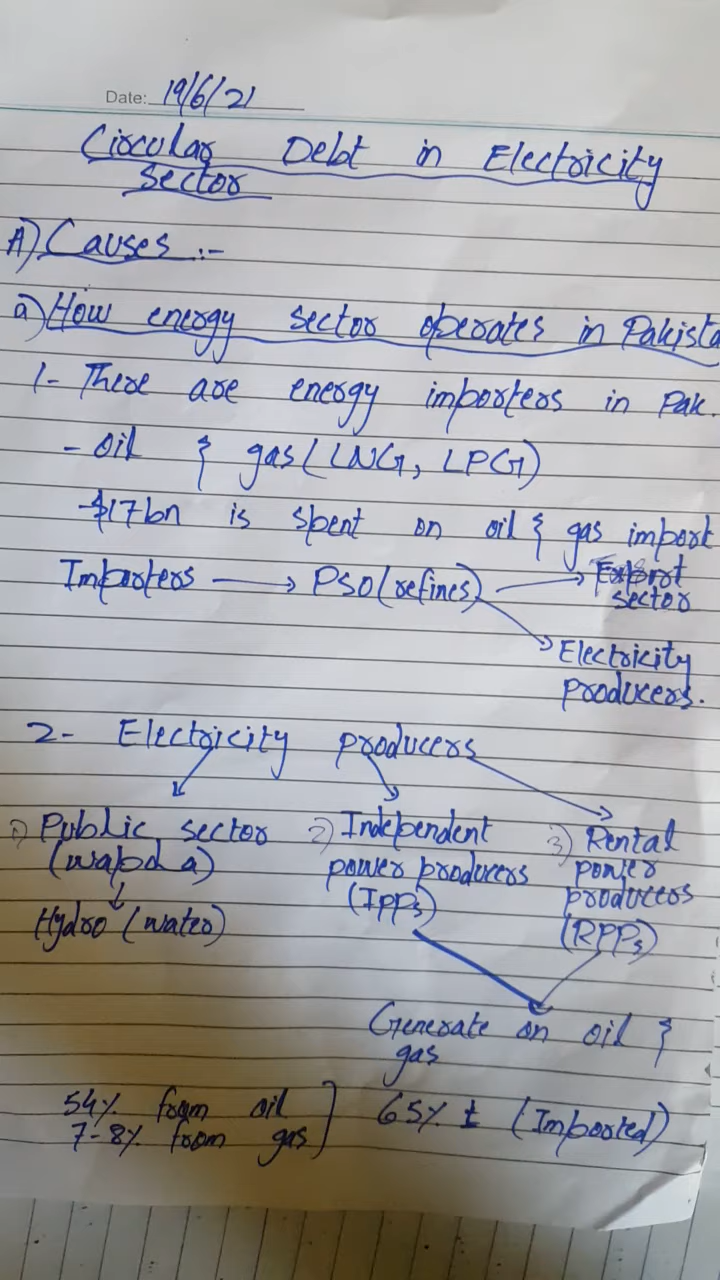 Date: 19/6/21
Circular Debt in Electricity
Sector
A) Causes :-
a) How energy sector operates in Pakista
1- There are energy importers in Pak.
- Oil & gas (LNG, LPG)
- $17bn is spent on oil & gas import
Importers → PSO (refines) → Export
sector
→ Electricity
producers.
2- Electricity producers
1) Public sector 2) Independent 3) Rental
(wapda) power producers power
(IPPs) producers
Hydro (water) (RPPs)
Generate on oil &
gas
54% from oil ] 65% ± (Imported)
7-8% from gas